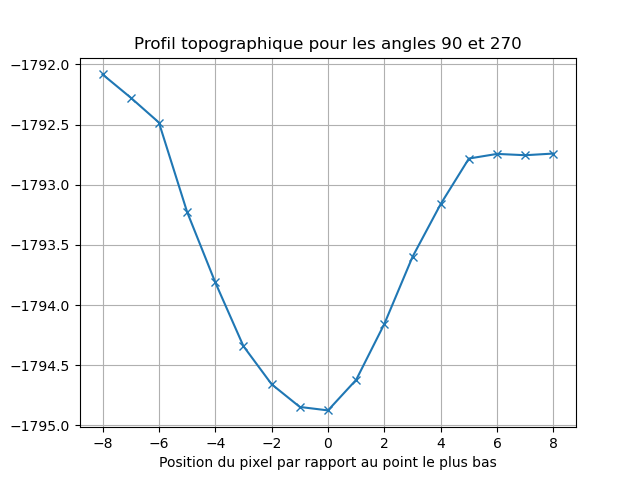 Profil topographique pour les angles 90 et 270
−1792.0
−1792.5
−1793.0
−1793.5
−1794.0
−1794.5
−1795.0
−8 −6 −4 −2 0 2 4 6 8
Position du pixel par rapport au point le plus bas